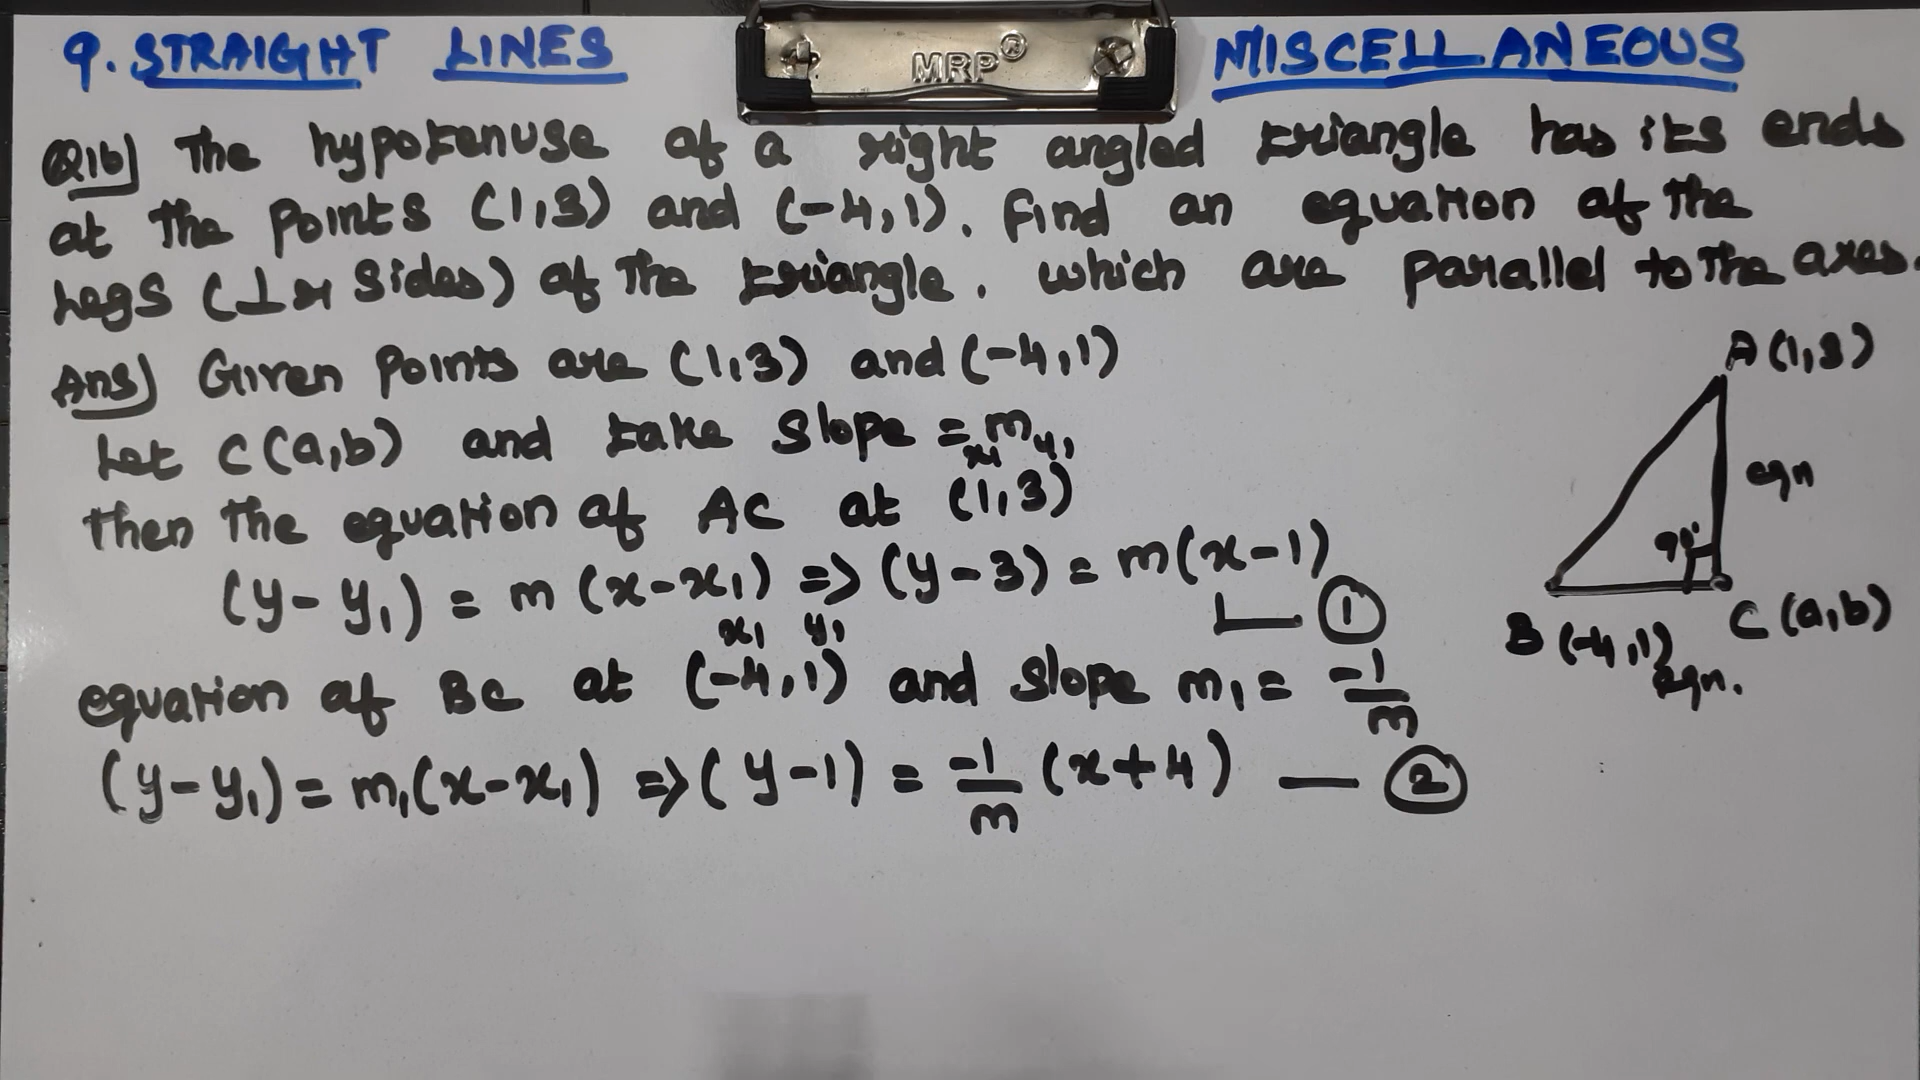 9. STRAIGHT LINES
MRP®
MISCELLANEOUS
Q16) The hypotenuse of a right angled triangle has its ends
at the points (1,3) and (-4,1). Find an equation of the
Legs (⊥r sides) of the triangle. which are parallel to the axes.
Ans) Given points are (1,3) and (-4,1)
Let C(a,b) and take slope = m
x₁ y₁
then the equation of AC at (1,3)
(y-y₁) = m (x-x₁) => (y-3) = m(x-1) ①
x₁ y₁
equation of BC at (-4,1) and slope m₁ = -1/m
(y-y₁) = m₁(x-x₁) => (y-1) = -1/m (x+4) — ②
A (1,3)
eqn
90°
B (-4,1)
C (a,b)
eqn.